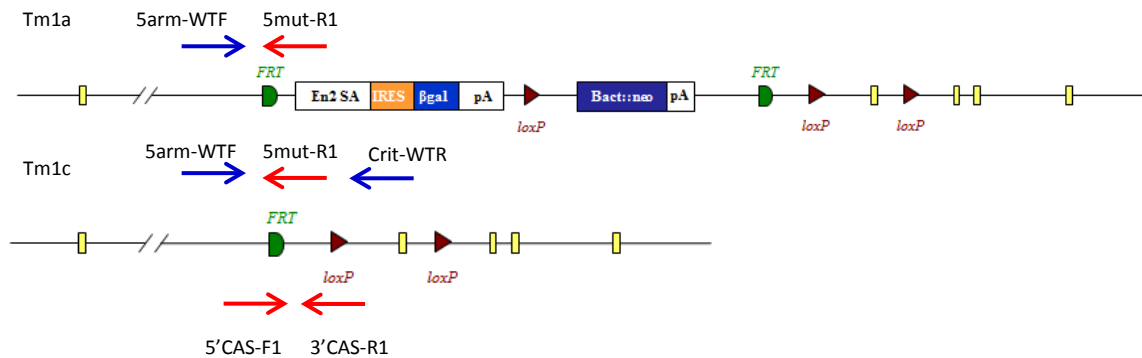 Tm1a
5arm-WTF 5mut-R1
FRT FRT
En2 SA IRES βgal pA Bact::neo pA
loxP loxP loxP
Tm1c
5arm-WTF 5mut-R1 Crit-WTR
FRT
loxP loxP
5’CAS-F1 3’CAS-R1